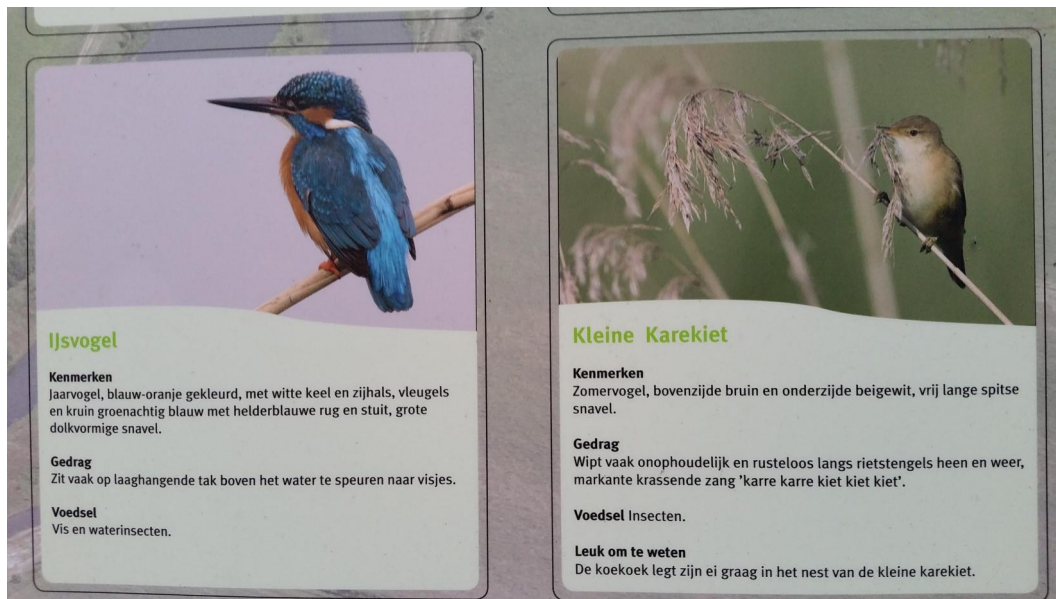 IJsvogel
Kenmerken
Jaarvogel, blauw-oranje gekleurd, met witte keel en zijhals, vleugels
en kruin groenachtig blauw met helderblauwe rug en stuit, grote
dolkvormige snavel.
Gedrag
Zit vaak op laaghangende tak boven het water te speuren naar visjes.
Voedsel
Vis en waterinsecten.
Kleine Karekiet
Kenmerken
Zomervogel, bovenzijde bruin en onderzijde beigewit, vrij lange spitse
snavel.
Gedrag
Wipt vaak onophoudelijk en rusteloos langs rietstengels heen en weer,
markante krassende zang 'karre karre kiet kiet kiet'.
Voedsel Insecten.
Leuk om te weten
De koekoek legt zijn ei graag in het nest van de kleine karekiet.